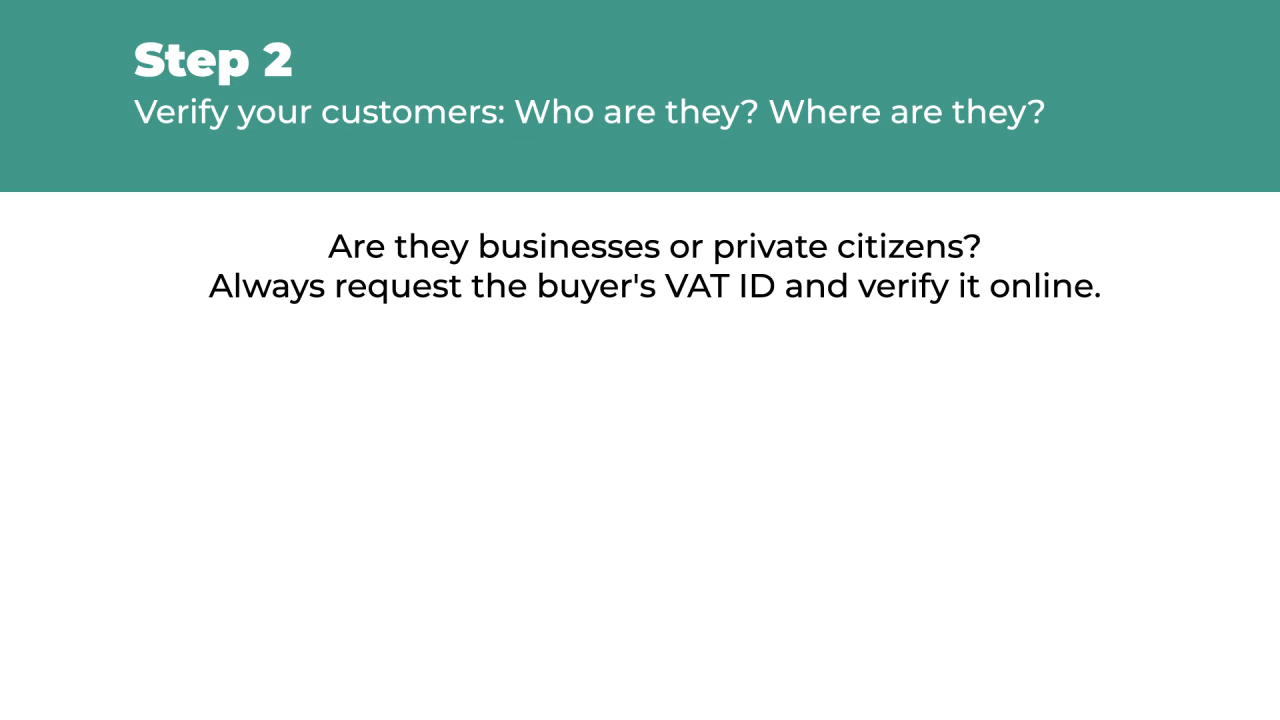 Step 2
Verify your customers: Who are they? Where are they?
Are they businesses or private citizens?
Always request the buyer's VAT ID and verify it online.